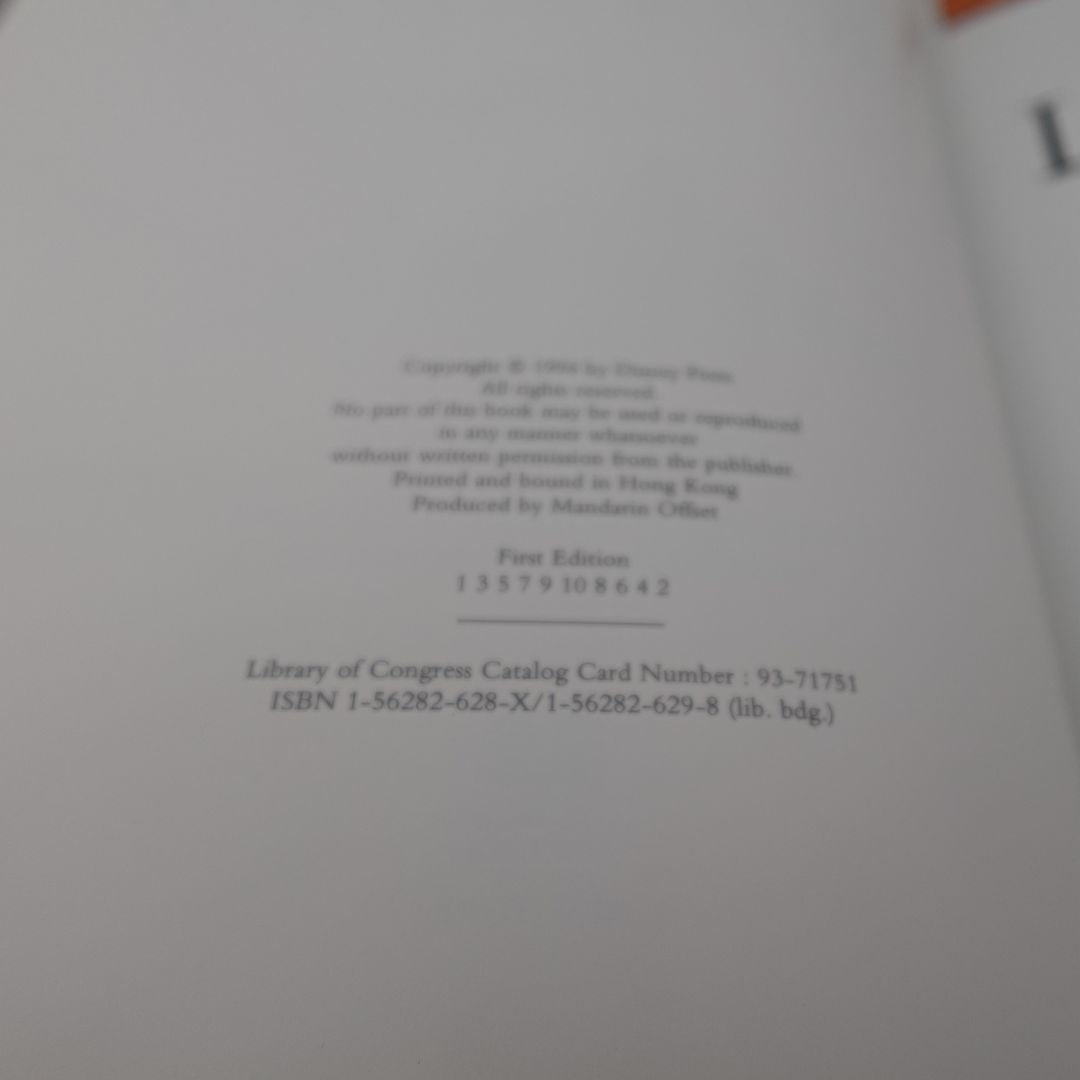 Copyright © 1994 by Disney Press.
All rights reserved.
No part of this book may be used or reproduced
in any manner whatsoever
without written permission from the publisher.
Printed and bound in Hong Kong
Produced by Mandarin Offset
First Edition
1 3 5 7 9 10 8 6 4 2
Library of Congress Catalog Card Number : 93-71751
ISBN 1-56282-628-X/1-56282-629-8 (lib. bdg.)